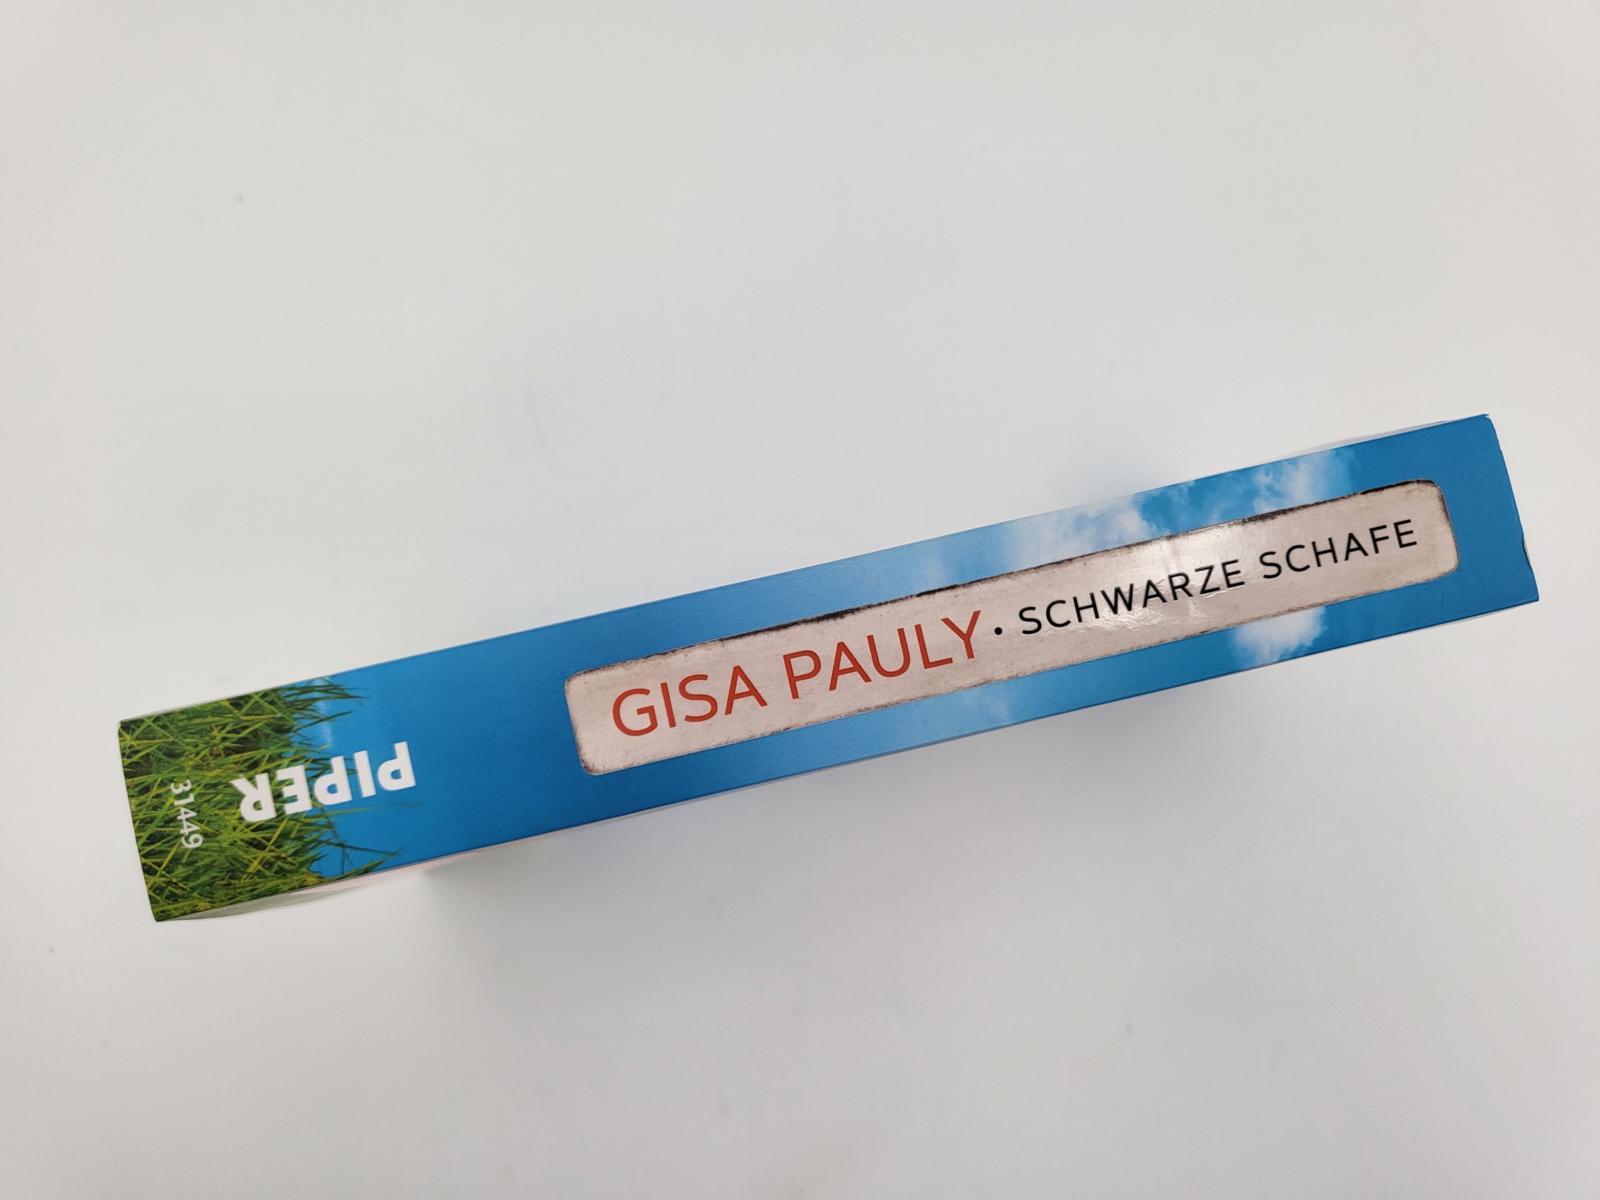 GISA PAULY • SCHWARZE SCHAFE
PIPER
31449